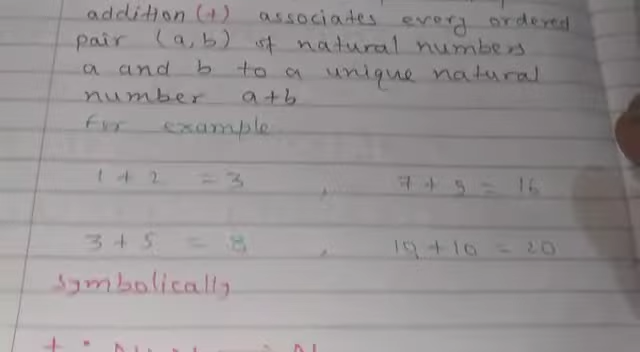 addition (+) associates every ordered
pair (a, b) of natural numbers
a and b to a unique natural
number a+b
For example
1 + 2 = 3 , 7 + 9 = 16
3 + 5 = 8 , 10 + 10 = 20
Symbolically